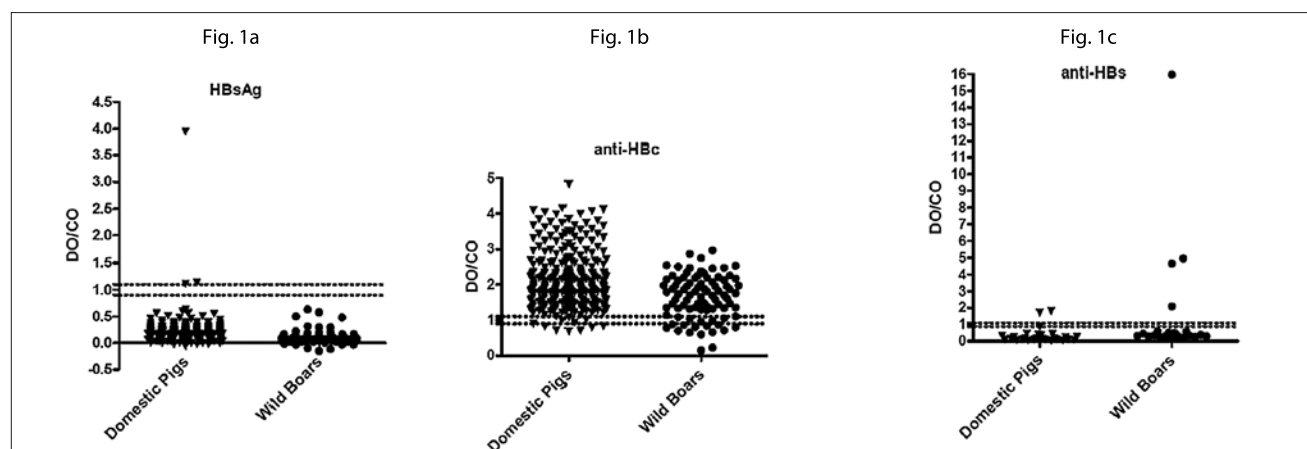 Fig. 1a
HBsAg
DO/CO
4.5
4.0
3.5
3.0
2.5
2.0
1.5
1.0
0.5
0.0
-0.5
Domestic Pigs
Wild Boars
Fig. 1b
anti-HBc
DO/CO
5
4
3
2
1
0
Domestic Pigs
Wild Boars
Fig. 1c
anti-HBs
DO/CO
16
15
14
13
12
11
10
9
8
7
6
5
4
3
2
1
0
Domestic Pigs
Wild Boars